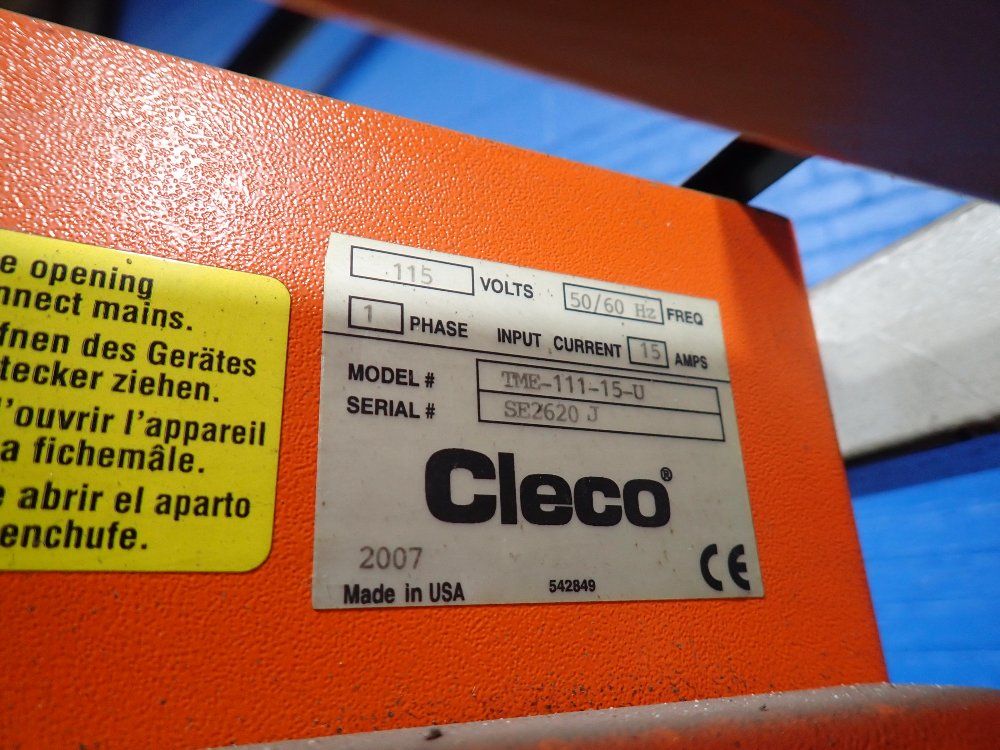 e opening
nnect mains.
fnen des Gerätes
tecker ziehen.
'ouvrir l'appareil
a fichemâle.
e abrir el aparto
enchufe.
115 VOLTS 50/60 Hz FREQ
1 PHASE INPUT CURRENT 15 AMPS
MODEL # TME-111-15-U
SERIAL # SE2620 J
Cleco®
2007
Made in USA 542849 CE